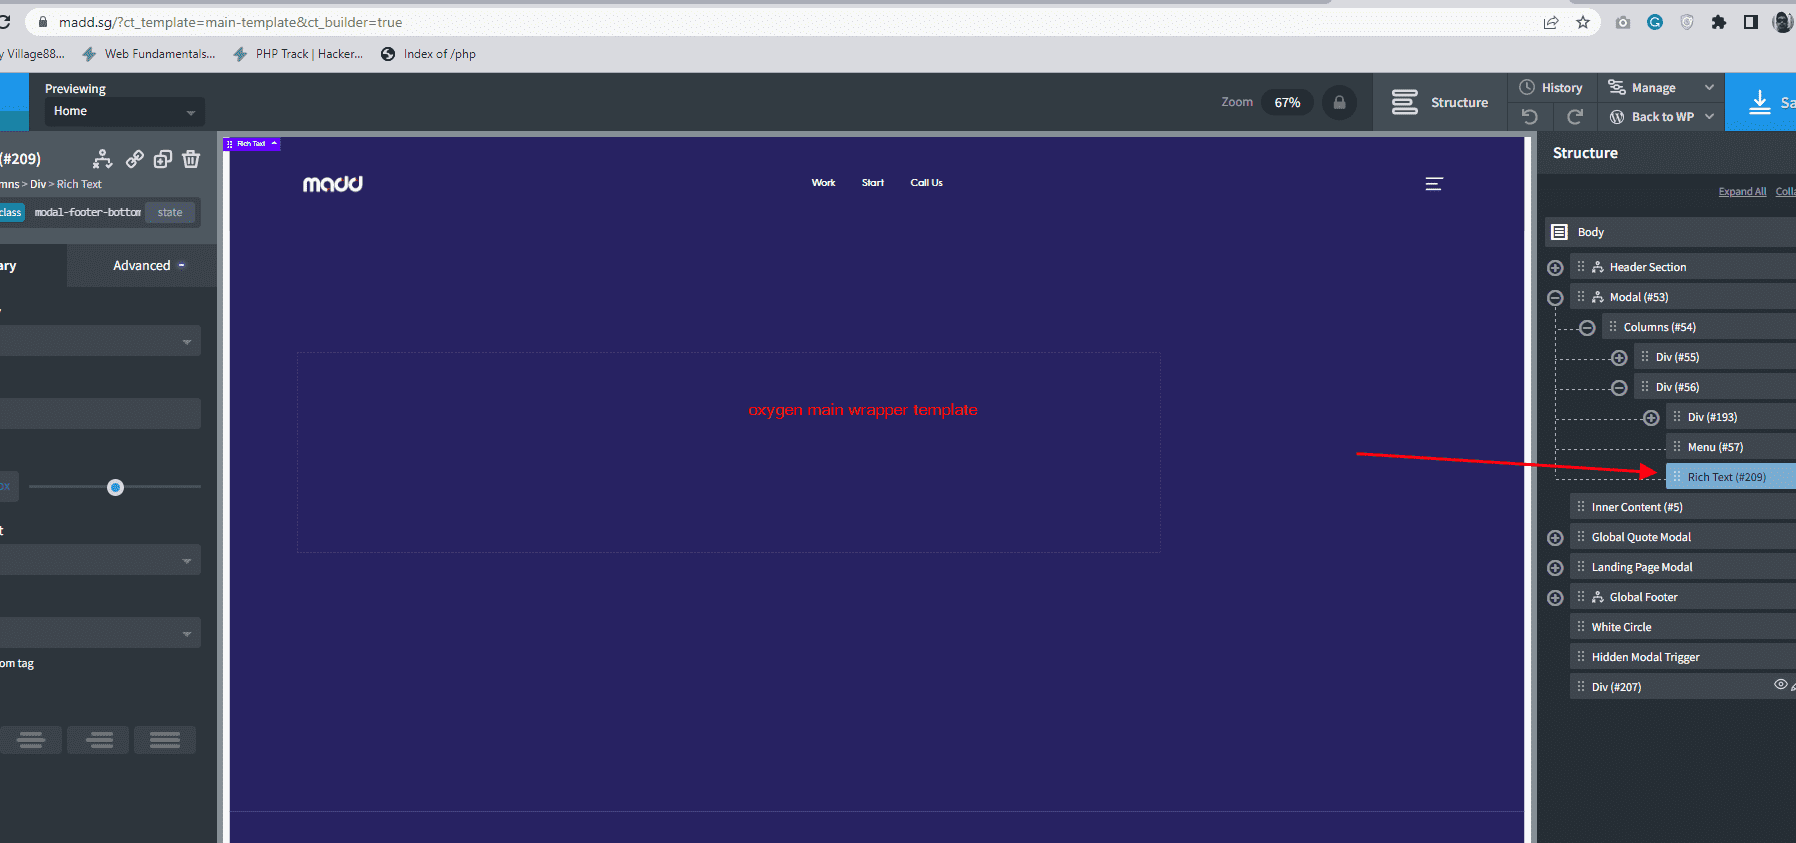 madd.sg/?ct_template=main-template&ct_builder=true
y Village88...
Web Fundamentals...
PHP Track | Hacker...
Index of /php
Previewing
Home
Zoom
67%
Structure
History
Manage
Back to WP
Sa
(#209)
mns > Div > Rich Text
class
modal-footer-bottom
state
ary
Advanced
px
t
om tag
Rich Text
madd
Work
Start
Call Us
oxygen main wrapper template
Structure
Expand All
Colla
Body
Header Section
Modal (#53)
Columns (#54)
Div (#55)
Div (#56)
Div (#193)
Menu (#57)
Rich Text (#209)
Inner Content (#5)
Global Quote Modal
Landing Page Modal
Global Footer
White Circle
Hidden Modal Trigger
Div (#207)